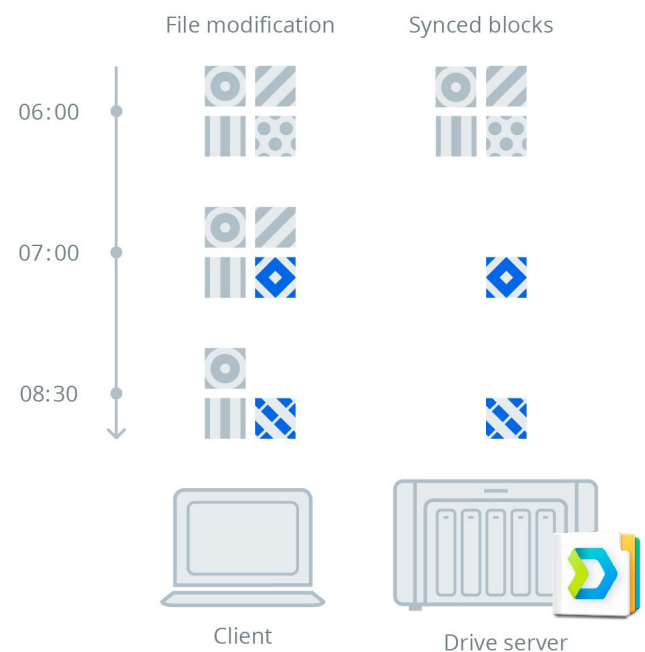 File modification
Synced blocks
06:00
07:00
08:30
Client
Drive server